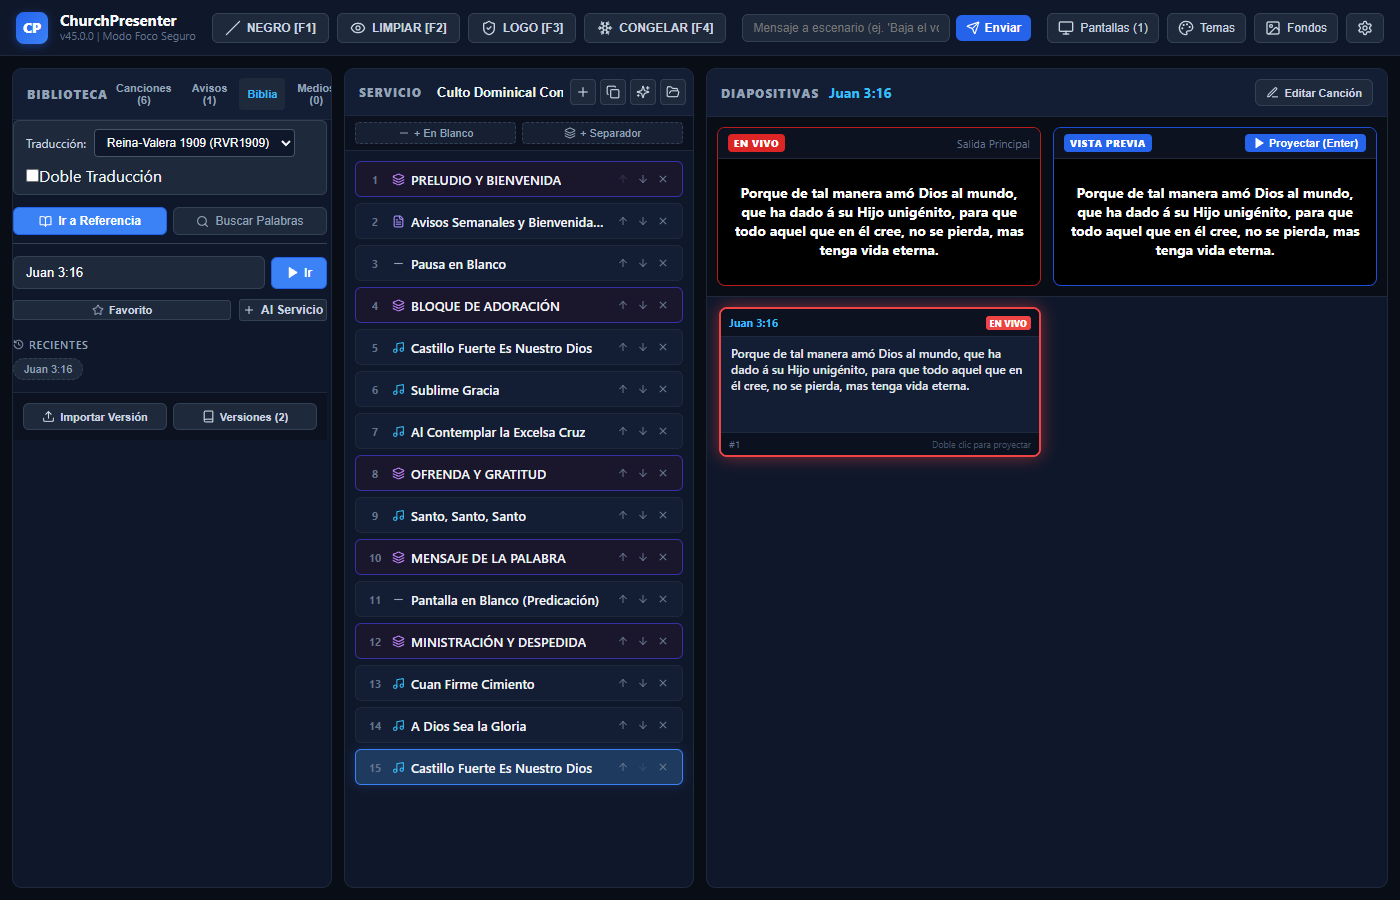 CP
ChurchPresenter
v45.0.0 | Modo Foco Seguro
NEGRO [F1]
LIMPIAR [F2]
LOGO [F3]
CONGELAR [F4]
Mensaje a escenario (ej. 'Baja el vo
Enviar
Pantallas (1)
Temas
Fondos
BIBLIOTECA
Canciones (6)
Avisos (1)
Biblia
Medios (0)
Traducción:
Reina-Valera 1909 (RVR1909)
Doble Traducción
Ir a Referencia
Buscar Palabras
Juan 3:16
Ir
Favorito
+ Al Servicio
RECIENTES
Juan 3:16
Importar Versión
Versiones (2)
SERVICIO
Culto Dominical Con
+ En Blanco
+ Separador
1 PRELUDIO Y BIENVENIDA
2 Avisos Semanales y Bienvenida...
3 Pausa en Blanco
4 BLOQUE DE ADORACIÓN
5 Castillo Fuerte Es Nuestro Dios
6 Sublime Gracia
7 Al Contemplar la Excelsa Cruz
8 OFRENDA Y GRATITUD
9 Santo, Santo, Santo
10 MENSAJE DE LA PALABRA
11 Pantalla en Blanco (Predicación)
12 MINISTRACIÓN Y DESPEDIDA
13 Cuan Firme Cimiento
14 A Dios Sea la Gloria
15 Castillo Fuerte Es Nuestro Dios
DIAPOSITIVAS Juan 3:16
Editar Canción
EN VIVO
Salida Principal
Porque de tal manera amó Dios al mundo,
que ha dado á su Hijo unigénito, para que
todo aquel que en él cree, no se pierda, mas
tenga vida eterna.
VISTA PREVIA
Proyectar (Enter)
Porque de tal manera amó Dios al mundo,
que ha dado á su Hijo unigénito, para que
todo aquel que en él cree, no se pierda, mas
tenga vida eterna.
Juan 3:16
EN VIVO
Porque de tal manera amó Dios al mundo, que ha
dado á su Hijo unigénito, para que todo aquel que en
él cree, no se pierda, mas tenga vida eterna.
#1
Doble clic para proyectar